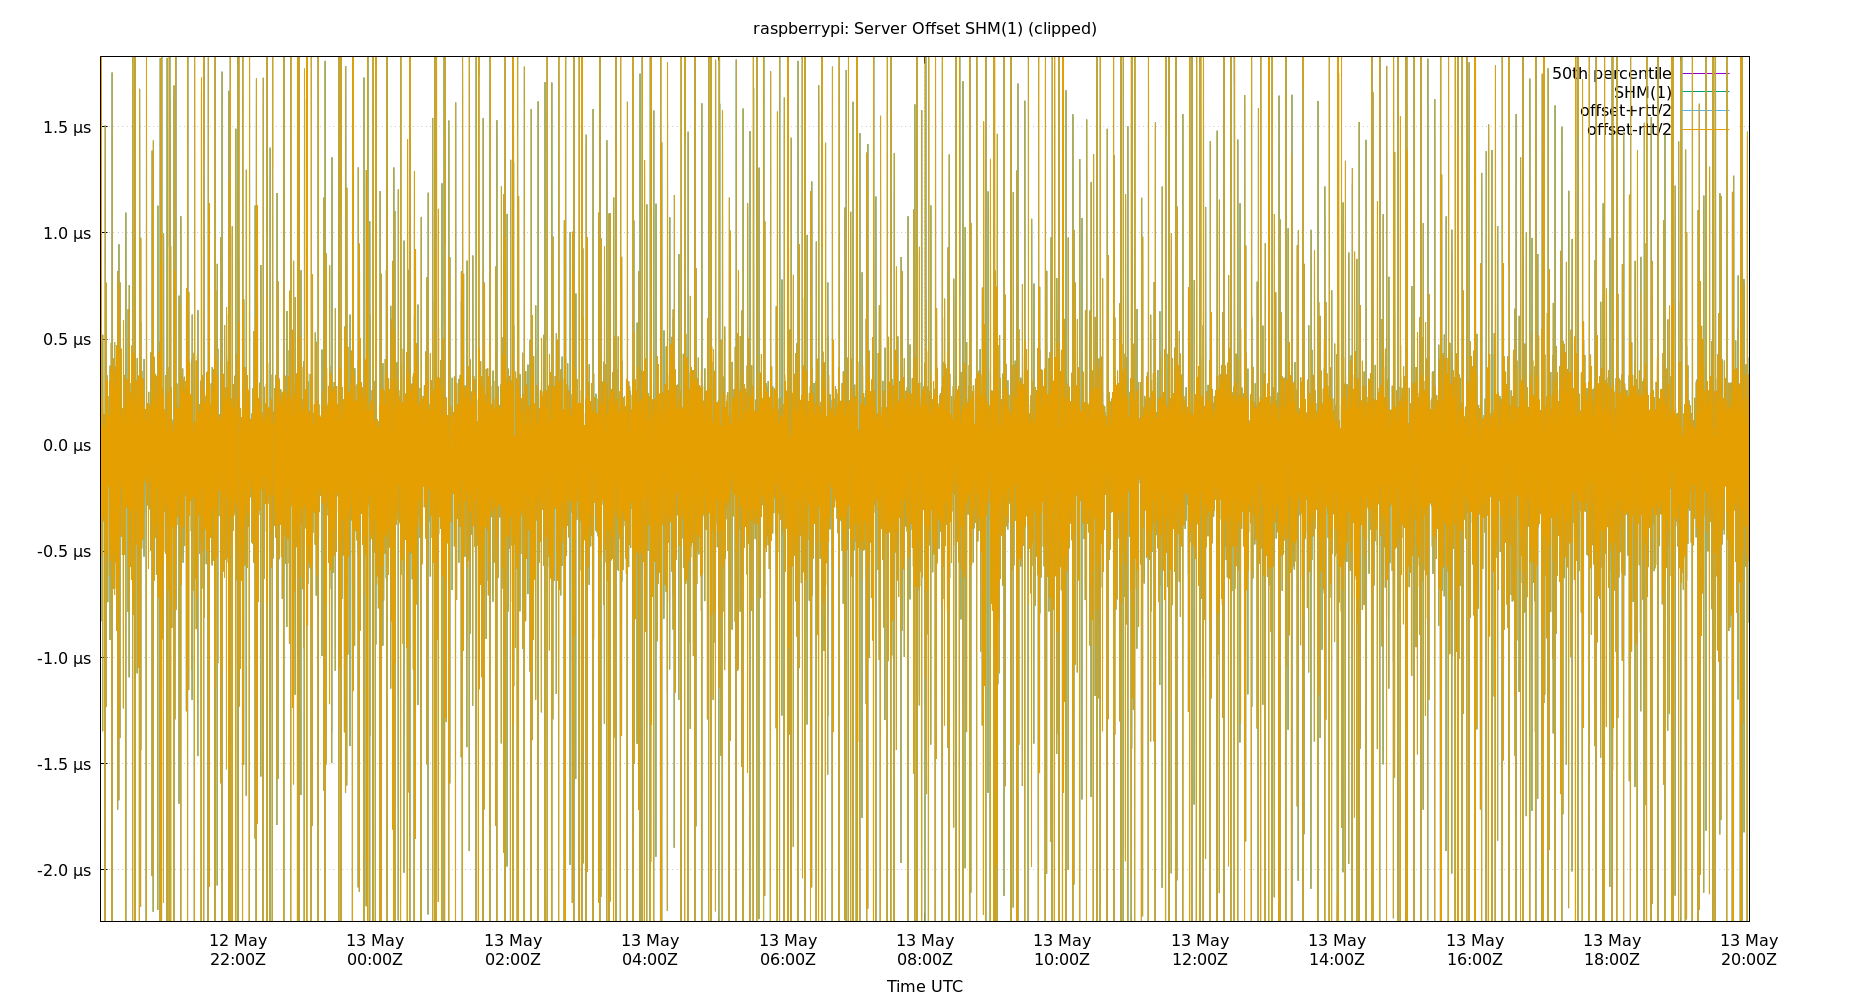 raspberrypi: Server Offset SHM(1) (clipped)
50th percentile
SHM(1)
offset+rtt/2
offset-rtt/2
1.5 µs
1.0 µs
0.5 µs
0.0 µs
-0.5 µs
-1.0 µs
-1.5 µs
-2.0 µs
12 May 13 May 13 May 13 May 13 May 13 May 13 May 13 May 13 May 13 May 13 May 13 May
22:00Z 00:00Z 02:00Z 04:00Z 06:00Z 08:00Z 10:00Z 12:00Z 14:00Z 16:00Z 18:00Z 20:00Z
Time UTC